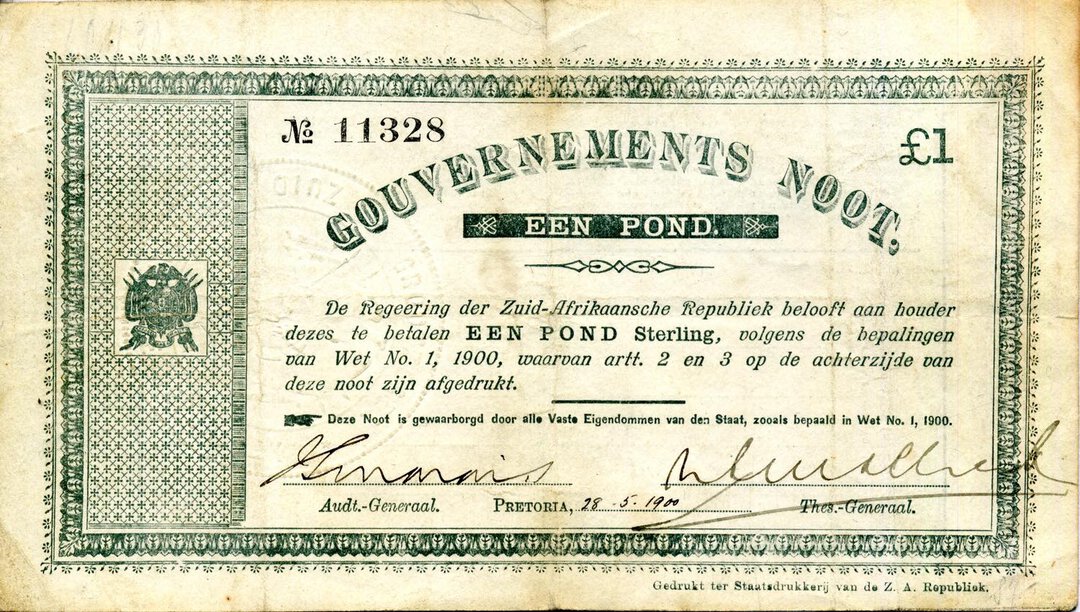 № 11328
£1
GOUVERNEMENTS NOOT,
EEN POND.
De Regeering der Zuid-Afrikaansche Republiek belooft aan houder
dezes te betalen EEN POND Sterling, volgens de bepalingen
van Wet No. 1, 1900, waarvan artt. 2 en 3 op de achterzijde van
deze noot zijn afgedrukt.
Deze Noot is gewaarborgd door alle Vaste Eigendommen van den Staat, zooals bepaald in Wet No. 1, 1900.
Audt.-Generaal. PRETORIA, 28-5-1900 Thes.-Generaal.
Gedrukt ter Staatsdrukkerij van de Z. A. Republiek.